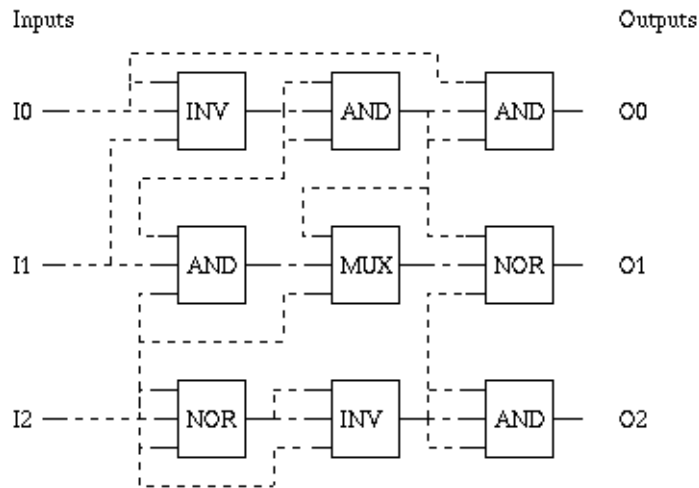 Inputs Outputs
I0 INV AND AND O0
I1 AND MUX NOR O1
I2 NOR INV AND O2